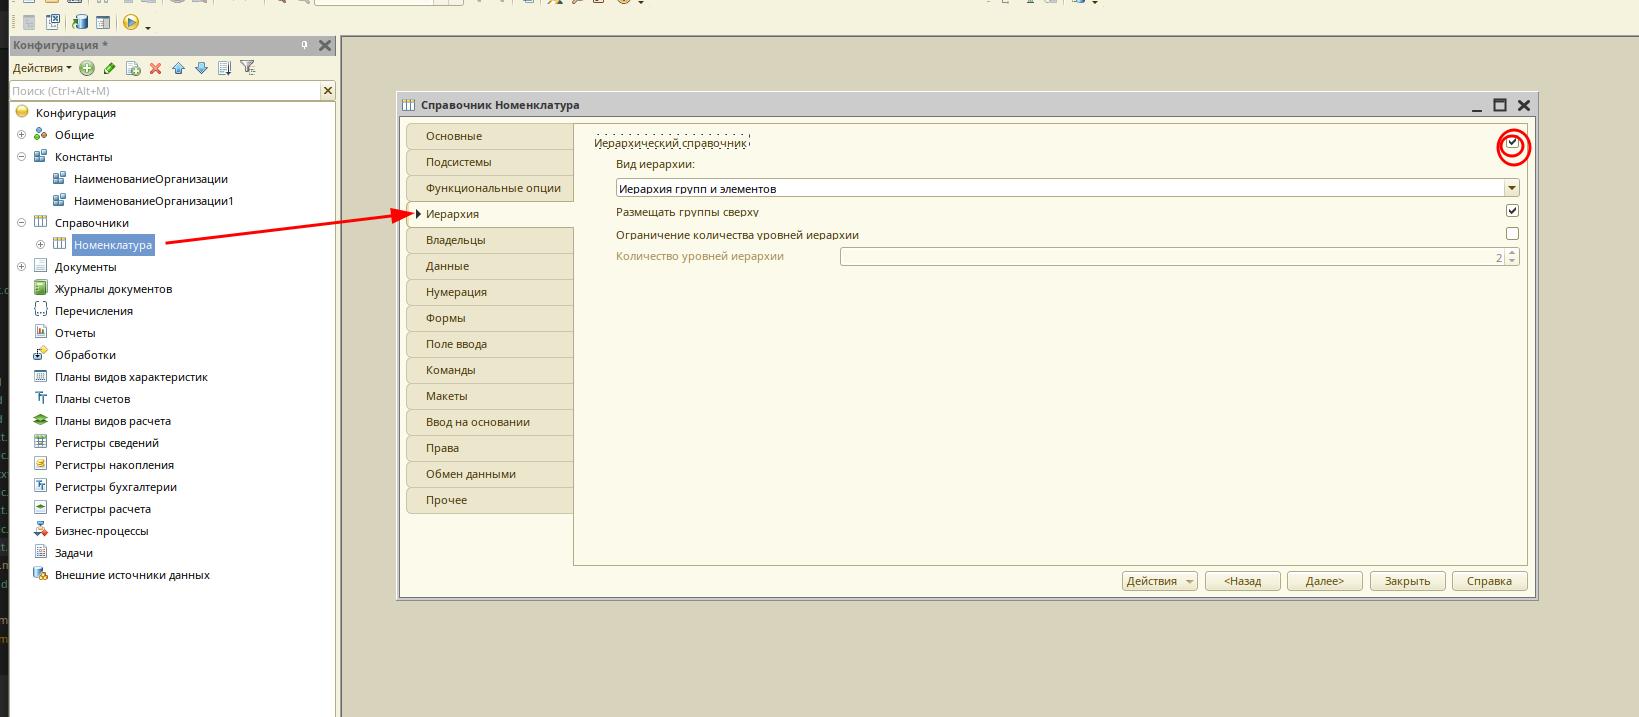 Конфигурация *
Действия
Поиск (Ctrl+Alt+M)
Конфигурация
Общие
Константы
НаименованиеОрганизации
НаименованиеОрганизации1
Справочники
Номенклатура
Документы
Журналы документов
Перечисления
Отчеты
Обработки
Планы видов характеристик
Планы счетов
Планы видов расчета
Регистры сведений
Регистры накопления
Регистры бухгалтерии
Регистры расчета
Бизнес-процессы
Задачи
Внешние источники данных
Справочник Номенклатура
Основные
Подсистемы
Функциональные опции
Иерархия
Владельцы
Данные
Нумерация
Формы
Поле ввода
Команды
Макеты
Ввод на основании
Права
Обмен данными
Прочее
Иерархический справочник
Вид иерархии:
Иерархия групп и элементов
Размещать группы сверху
Ограничение количества уровней иерархии
Количество уровней иерархии 2
Действия <Назад Далее> Закрыть Справка